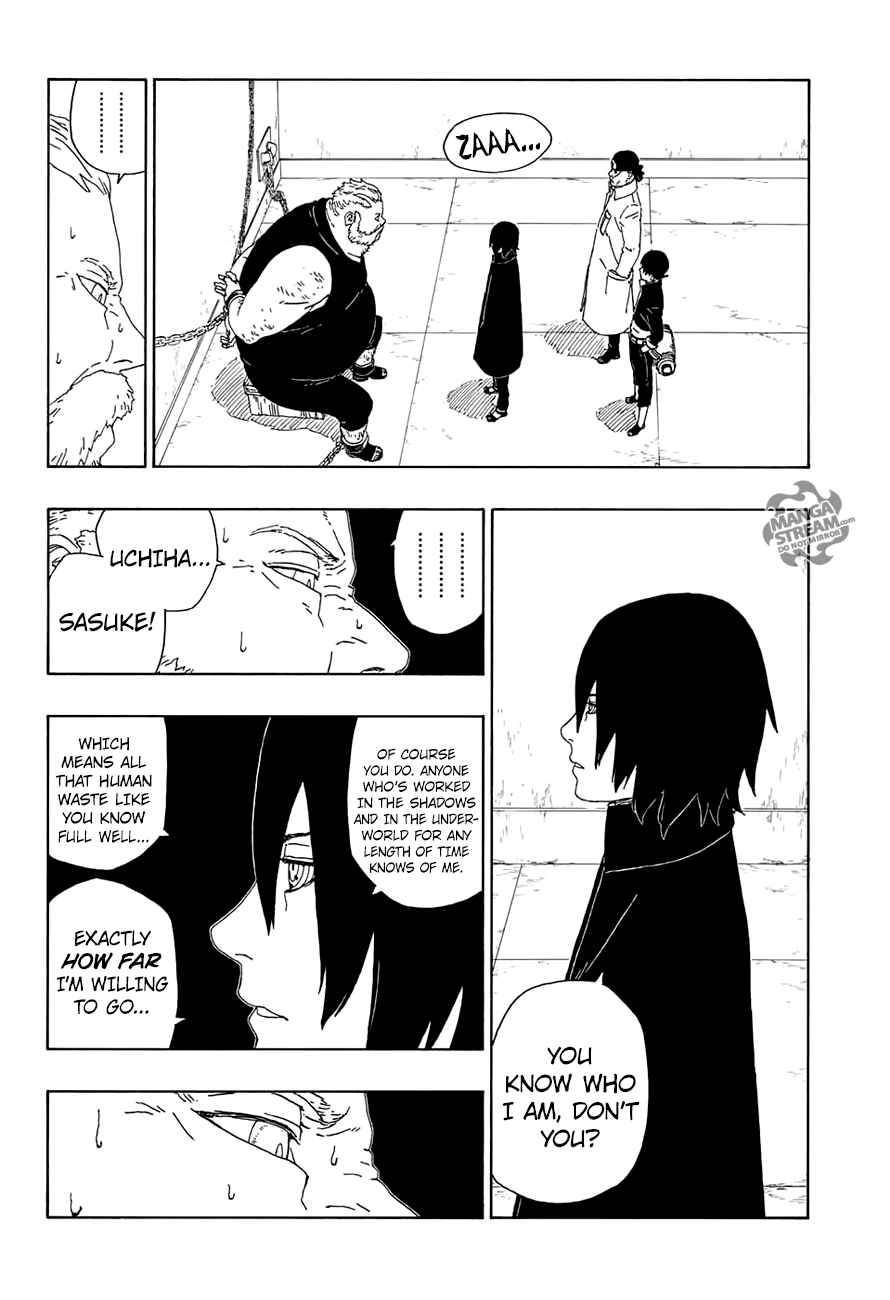 ZAAA...
MANGA
STREAM.com
DO NOT MIRROR
YOU
KNOW WHO
I AM, DON'T
YOU?
UCHIHA...
SASUKE!
OF COURSE
YOU DO. ANYONE
WHO'S WORKED
IN THE SHADOWS
AND IN THE UNDER-
WORLD FOR ANY
LENGTH OF TIME
KNOWS OF ME.
WHICH
MEANS ALL
THAT HUMAN
WASTE LIKE
YOU KNOW
FULL WELL...
EXACTLY
HOW FAR
I'M WILLING
TO GO...